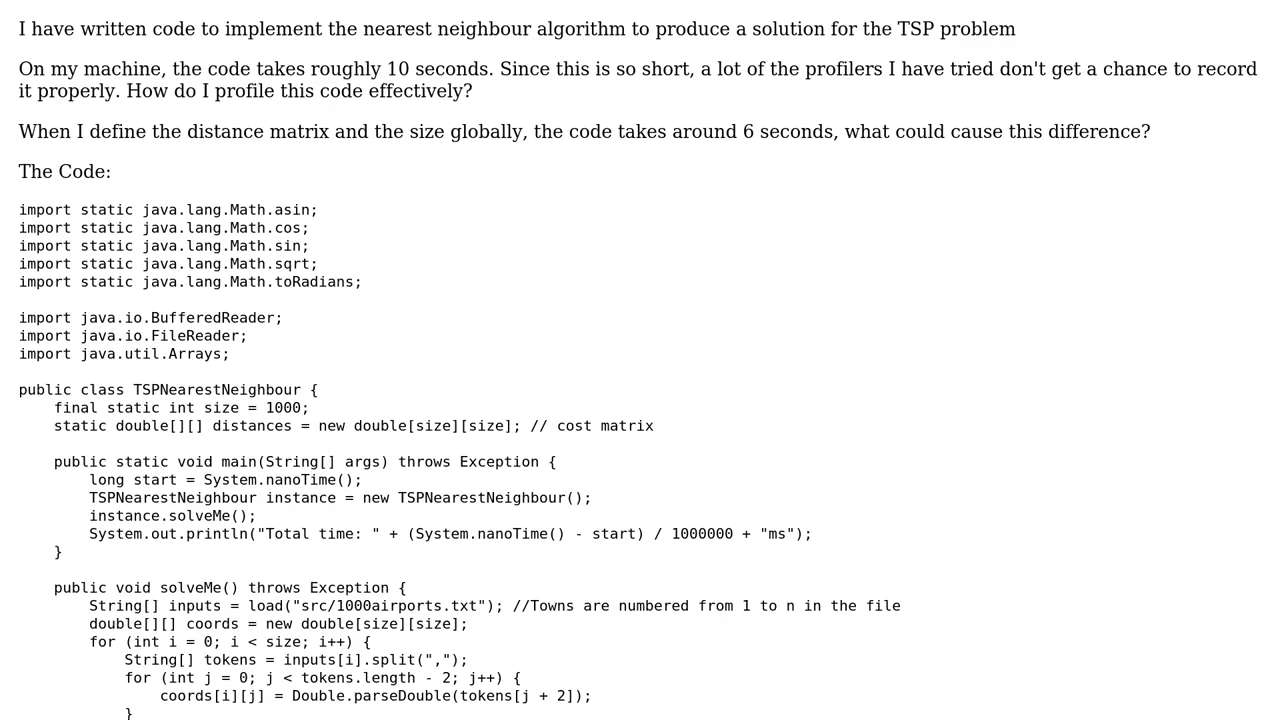 I have written code to implement the nearest neighbour algorithm to produce a solution for the TSP problem
On my machine, the code takes roughly 10 seconds. Since this is so short, a lot of the profilers I have tried don't get a chance to record
it properly. How do I profile this code effectively?
When I define the distance matrix and the size globally, the code takes around 6 seconds, what could cause this difference?
The Code:
import static java.lang.Math.asin;
import static java.lang.Math.cos;
import static java.lang.Math.sin;
import static java.lang.Math.sqrt;
import static java.lang.Math.toRadians;
import java.io.BufferedReader;
import java.io.FileReader;
import java.util.Arrays;
public class TSPNearestNeighbour {
    final static int size = 1000;
    static double[][] distances = new double[size][size]; // cost matrix
    public static void main(String[] args) throws Exception {
        long start = System.nanoTime();
        TSPNearestNeighbour instance = new TSPNearestNeighbour();
        instance.solveMe();
        System.out.println("Total time: " + (System.nanoTime() - start) / 1000000 + "ms");
    }
    public void solveMe() throws Exception {
        String[] inputs = load("src/1000airports.txt"); //Towns are numbered from 1 to n in the file
        double[][] coords = new double[size][size];
        for (int i = 0; i < size; i++) {
            String[] tokens = inputs[i].split(",");
            for (int j = 0; j < tokens.length - 2; j++) {
                coords[i][j] = Double.parseDouble(tokens[j + 2]);
            }